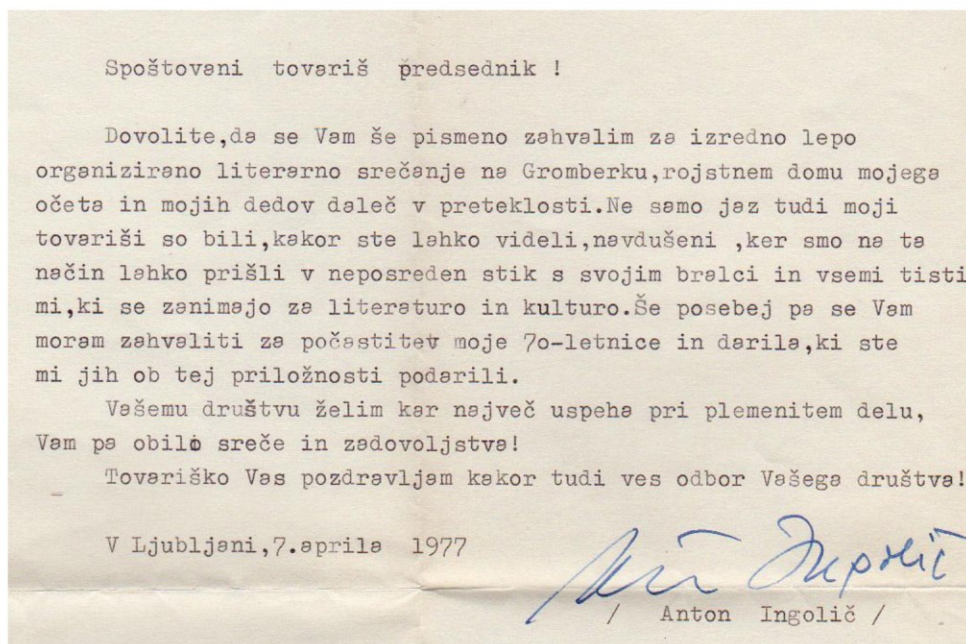 Spoštovani tovariš predsednik !
Dovolite,da se Vam še pismeno zahvalim za izredno lepo
organizirano literarno srečanje na Gromberku,rojstnem domu mojega
očeta in mojih dedov daleč v preteklosti.Ne samo jaz tudi moji
tovariši so bili,kakor ste lahko videli,navdušeni ,ker smo na ta
način lahko prišli v neposreden stik s svojim bralci in vsemi tisti
mi,ki se zanimajo za literaturo in kulturo.Še posebej pa se Vam
moram zahvaliti za počastitev moje 7o-letnice in darila,ki ste
mi jih ob tej priložnosti podarili.
Vašemu društvu želim kar največ uspeha pri plemenitem delu,
Vam pa obilo sreče in zadovoljstva!
Tovariško Vas pozdravljam kakor tudi ves odbor Vašega društva!
V Ljubljani,7.aprila 1977
/ Anton Ingolič /